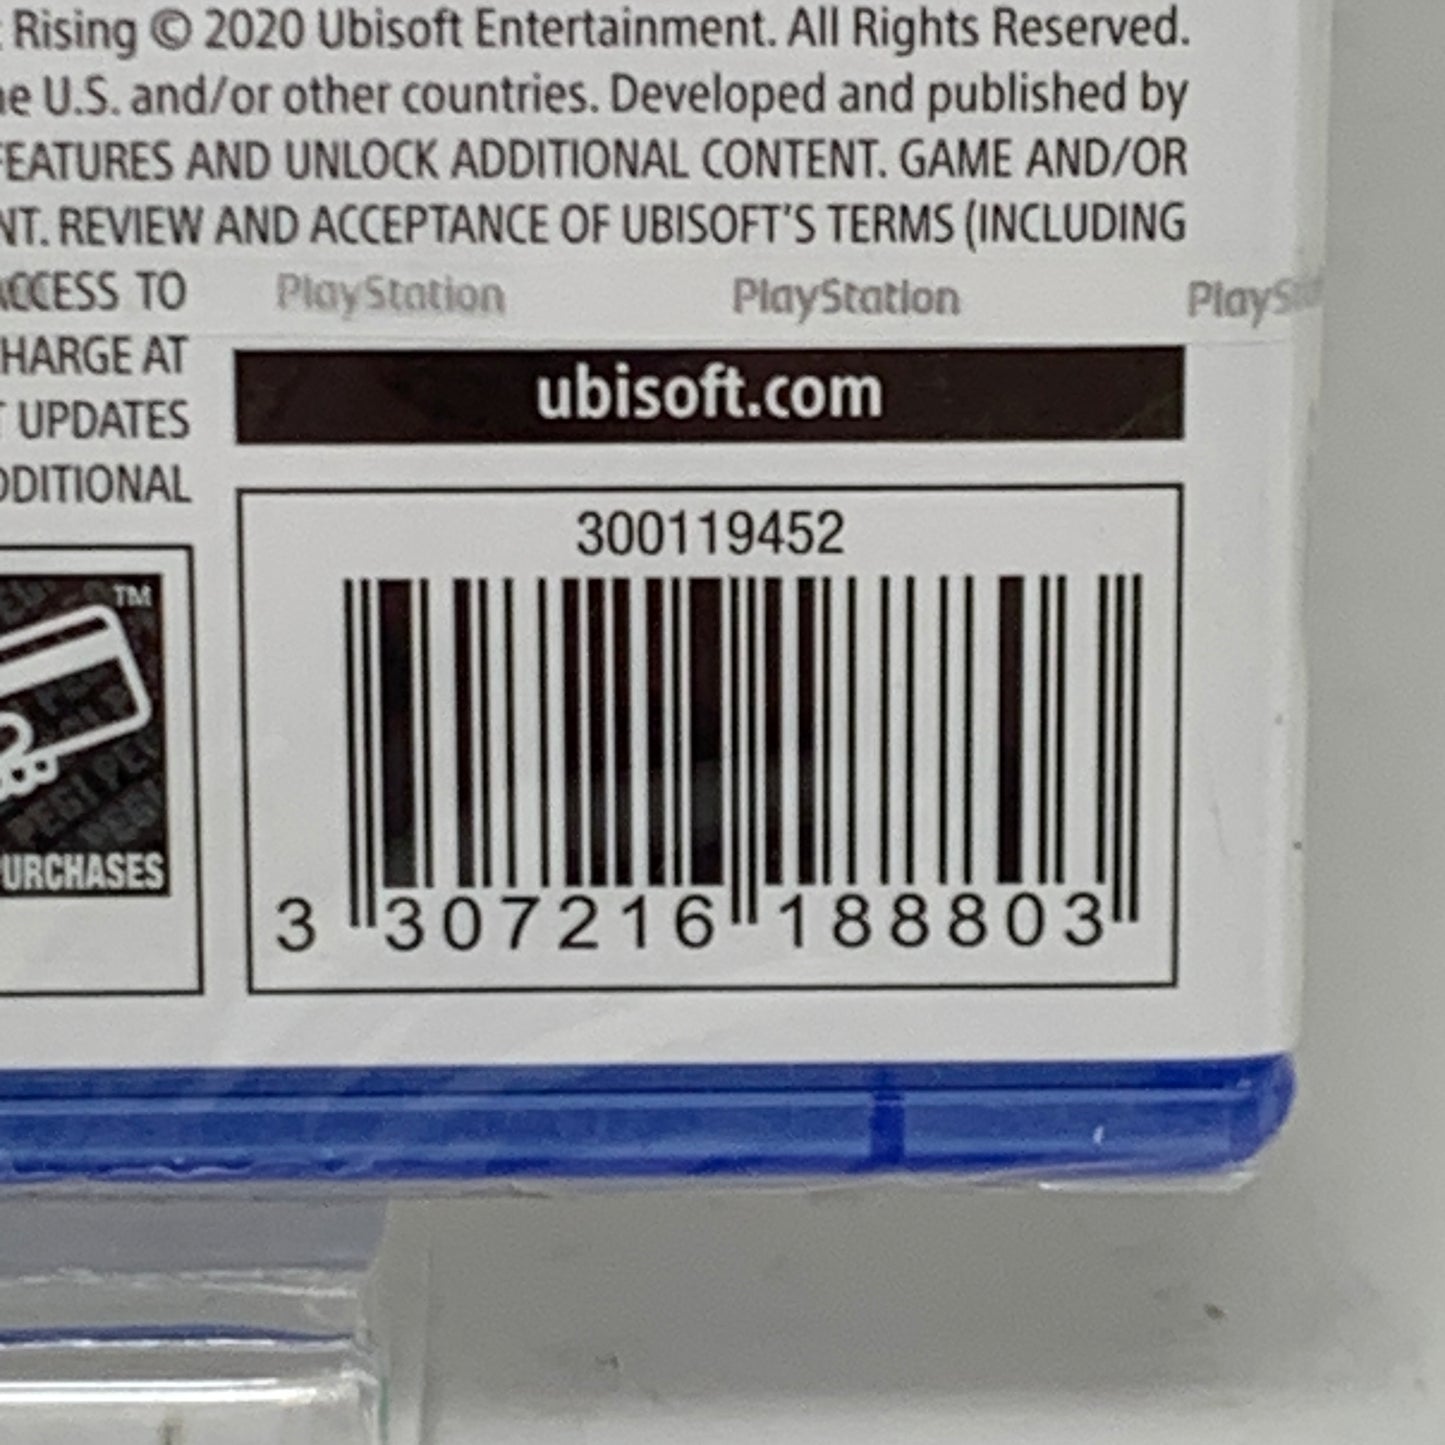 Rising © 2020 Ubisoft Entertainment. All Rights Reserved.
U.S. and/or other countries. Developed and published by
FEATURES AND UNLOCK ADDITIONAL CONTENT. GAME AND/OR
NT. REVIEW AND ACCEPTANCE OF UBISOFT'S TERMS (INCLUDING
ACCESS TO
PlayStation PlayStation PlaySta
HARGE AT
UPDATES
DDITIONAL
ubisoft.com
300119452
3 307216 188803
TM
URCHASES